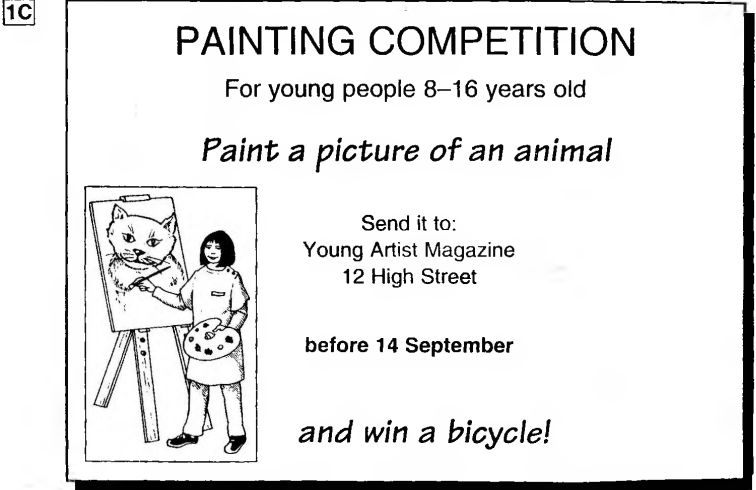 1C
PAINTING COMPETITION
For young people 8–16 years old
Paint a picture of an animal
Send it to:
Young Artist Magazine
12 High Street
before 14 September
and win a bicycle!